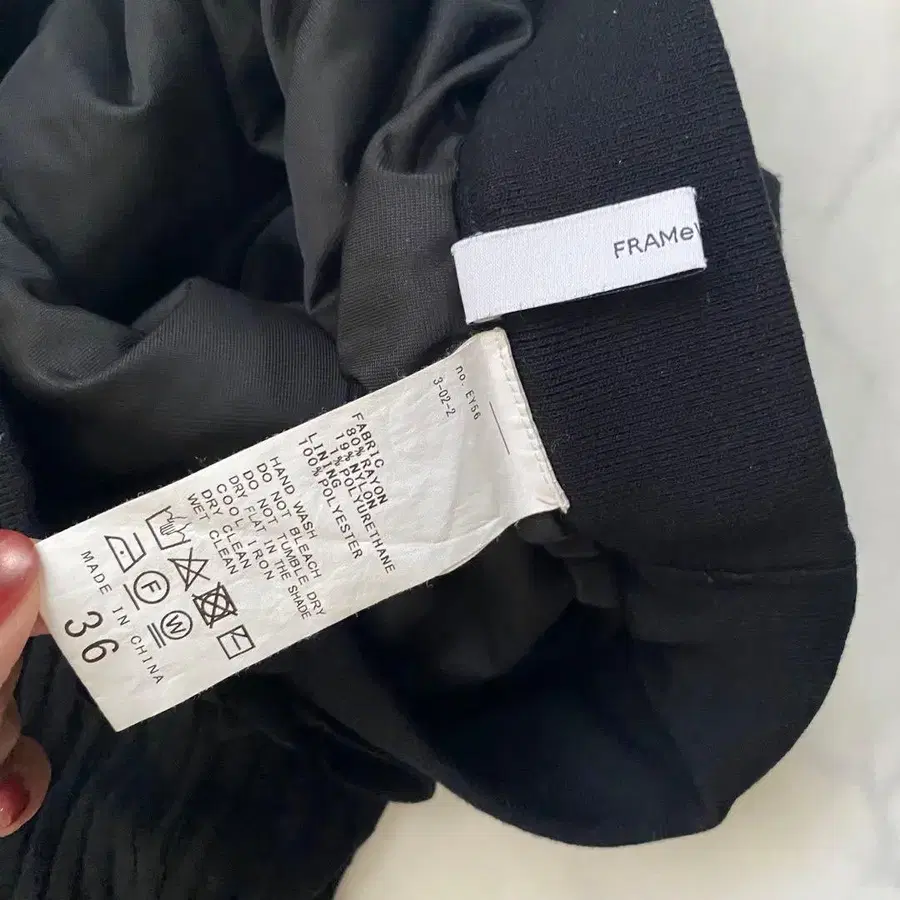 FRAMeW
no. EY56
3-02-2
FABRIC
80%RAYON
19%NYLON
1%POLYURETHANE
LINING
100%POLYESTER
HAND WASH
DO NOT BLEACH
DO NOT TUMBLE DRY
DRY FLAT IN THE SHADE
COOL IRON
DRY CLEAN
WET CLEAN
F
W
MADE IN CHINA
36